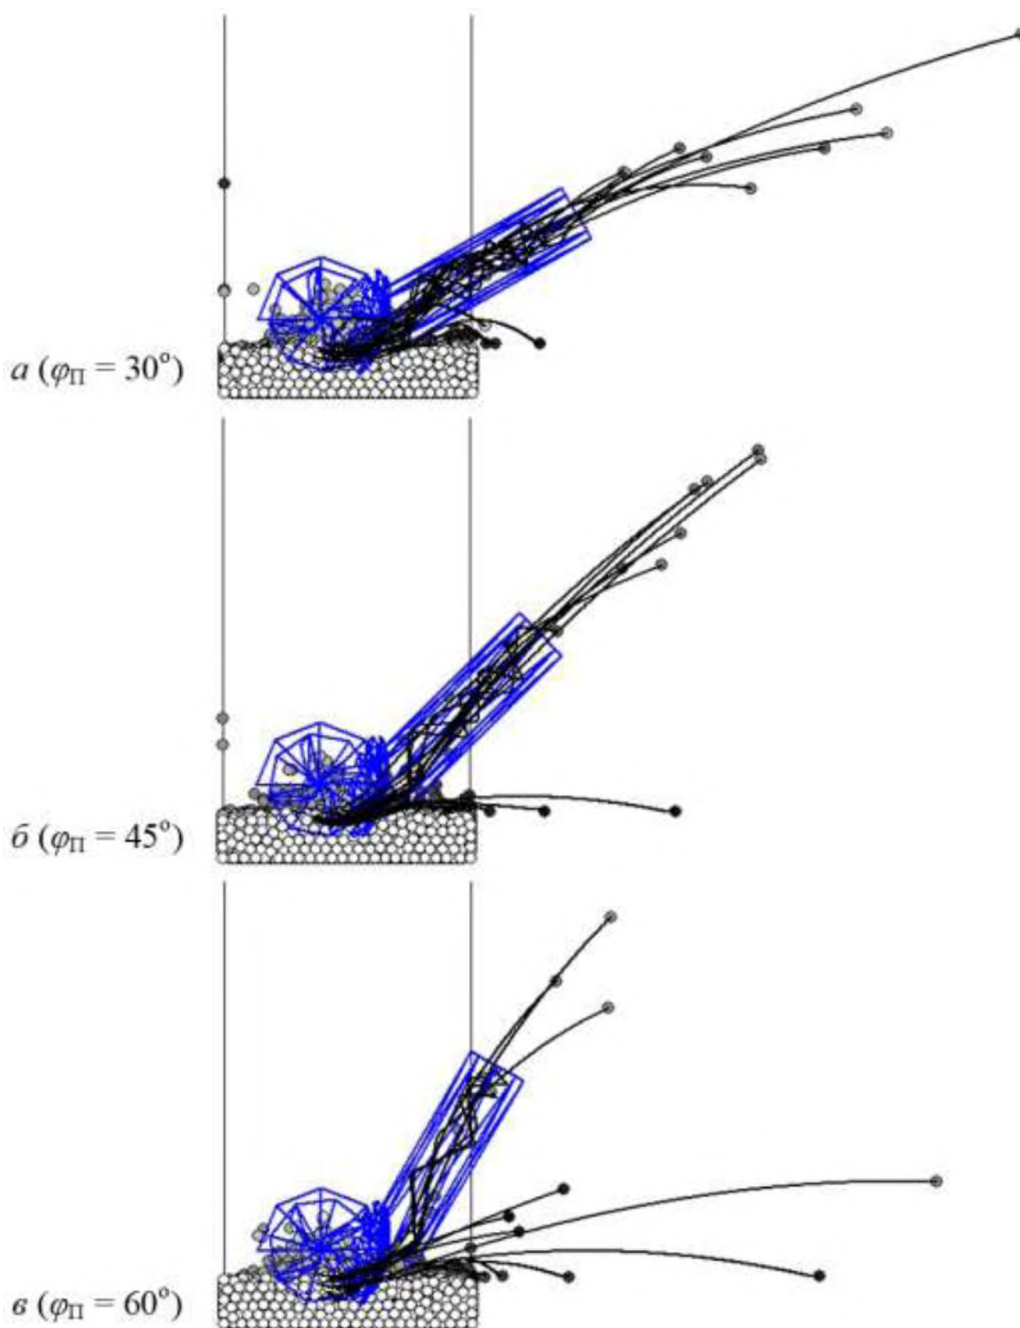 а (φП = 30°)
б (φП = 45°)
в (φП = 60°)